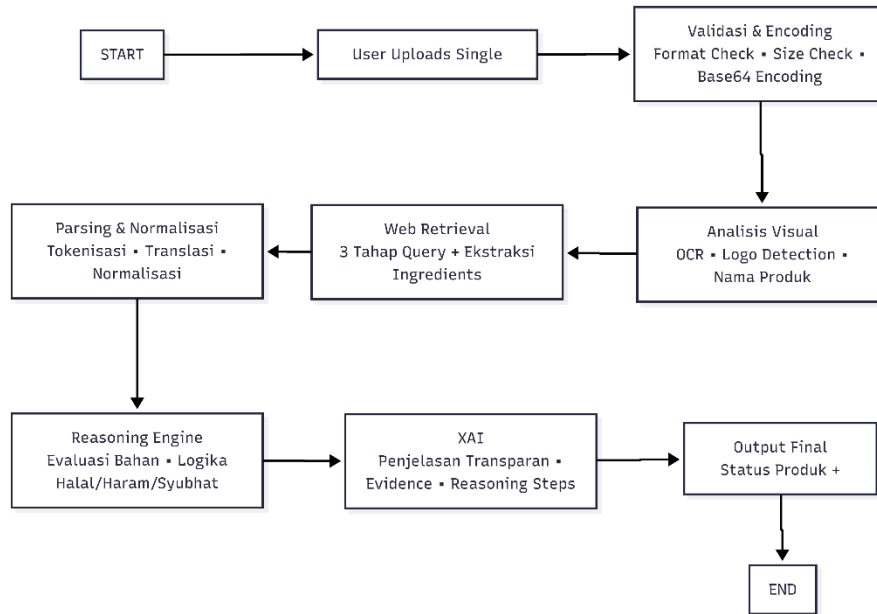 START
User Uploads Single
Validasi & Encoding
Format Check ▪ Size Check ▪
Base64 Encoding
Analisis Visual
OCR ▪ Logo Detection ▪
Nama Produk
Web Retrieval
3 Tahap Query + Ekstraksi
Ingredients
Parsing & Normalisasi
Tokenisasi ▪ Translasi ▪
Normalisasi
Reasoning Engine
Evaluasi Bahan ▪ Logika
Halal/Haram/Syubhat
XAI
Penjelasan Transparan ▪
Evidence ▪ Reasoning Steps
Output Final
Status Produk +
END